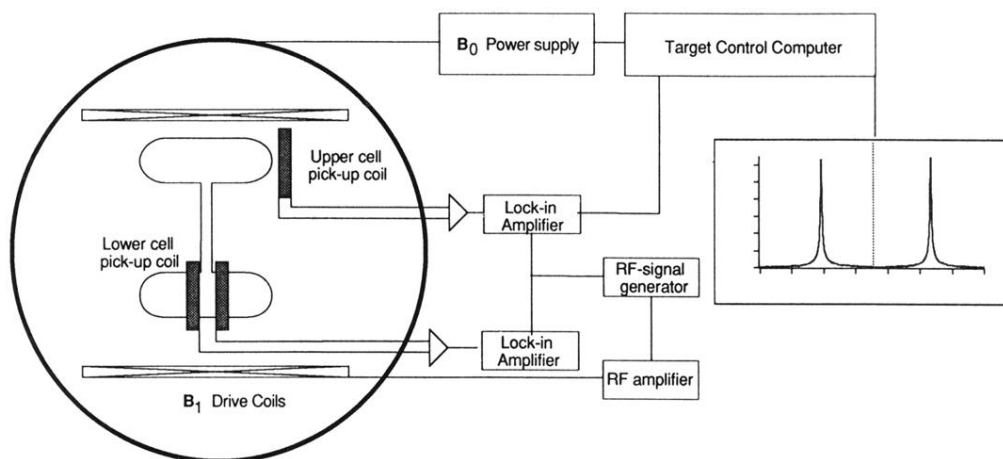 B0 Power supply
Target Control Computer
Upper cell
pick-up coil
Lock-in
Amplifier
Lower cell
pick-up coil
RF-signal
generator
Lock-in
Amplifier
RF amplifier
B1 Drive Coils